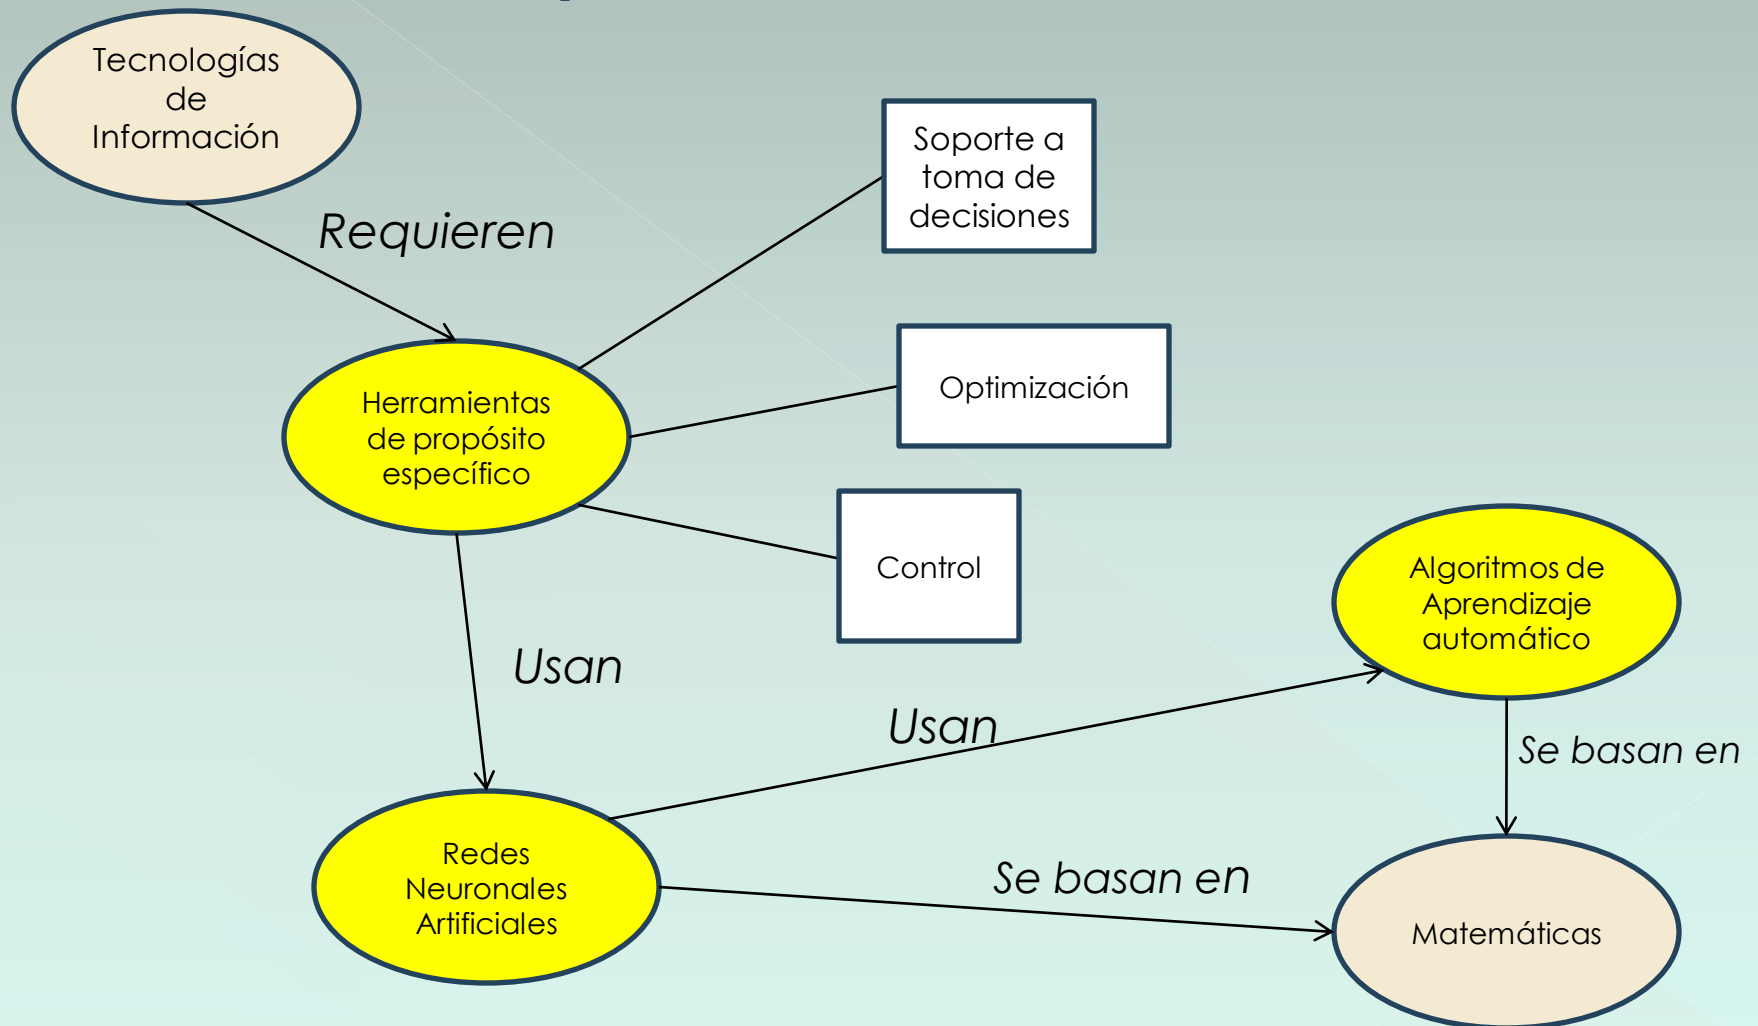 Tecnologías
de
Información
Requieren
Soporte a
toma de
decisiones
Herramientas
de propósito
específico
Optimización
Control
Algoritmos de
Aprendizaje
automático
Usan
Usan
Se basan en
Redes
Neuronales
Artificiales
Se basan en
Matemáticas